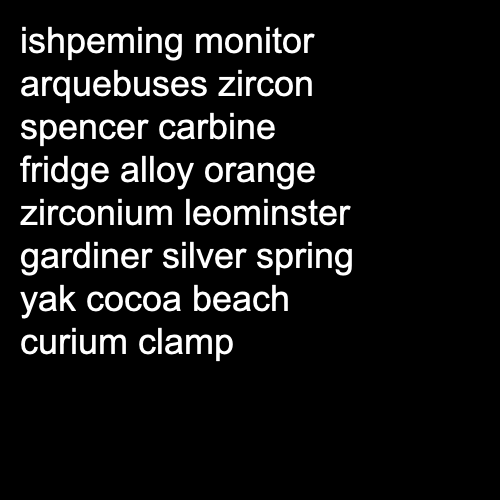 ishpeming monitor
arquebuses zircon
spencer carbine
fridge alloy orange
zirconium leominster
gardiner silver spring
yak cocoa beach
curium clamp